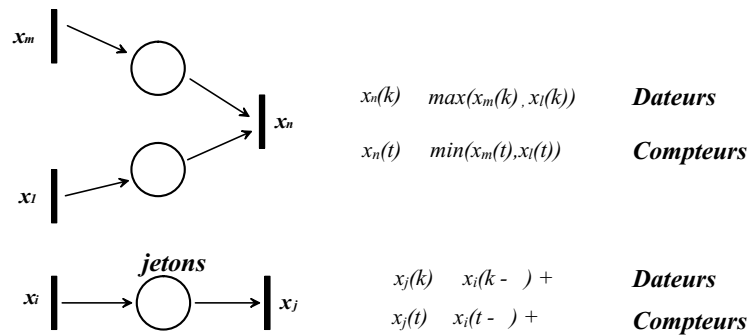 xm
xn
xn(k) max(xm(k) , xl(k)) Dateurs
xn(t) min(xm(t),xl(t)) Compteurs
xl
jetons
xi
xj
xj(k) xi(k - ) + Dateurs
xj(t) xi(t - ) + Compteurs